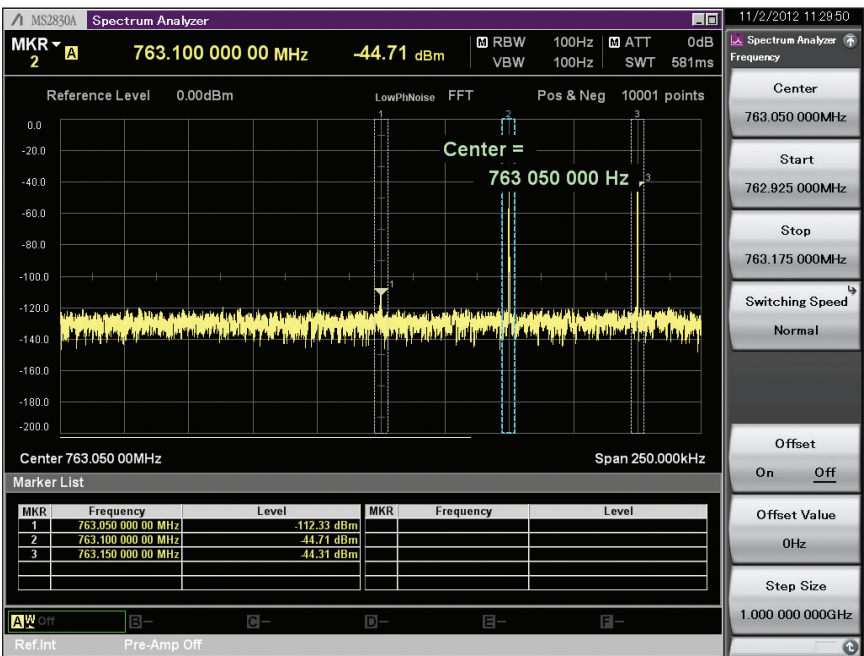 MS2830A Spectrum Analyzer
11/2/2012 11:29:50
MKR 2 A 763.100 000 00 MHz -44.71 dBm
M RBW 100Hz M ATT 0dB
VBW 100Hz SWT 581ms
Reference Level 0.00dBm LowPhNoise FFT Pos & Neg 10001 points
1 2 3
0.0
-20.0
-40.0
-60.0
-80.0
-100.0
-120.0
-140.0
-160.0
-180.0
-200.0
Center =
763 050 000 Hz
3
1
Center 763.050 00MHz Span 250.000kHz
Marker List
MKR Frequency Level MKR Frequency Level
1 763.050 000 00 MHz -112.33 dBm
2 763.100 000 00 MHz -44.71 dBm
3 763.150 000 00 MHz -44.31 dBm
A W Off B- C- D- E- F-
Ref.Int Pre-Amp Off
Spectrum Analyzer
Frequency
Center
763.050 000MHz
Start
762.925 000MHz
Stop
763.175 000MHz
Switching Speed
Normal
Offset
On Off
Offset Value
0Hz
Step Size
1.000 000 000GHz